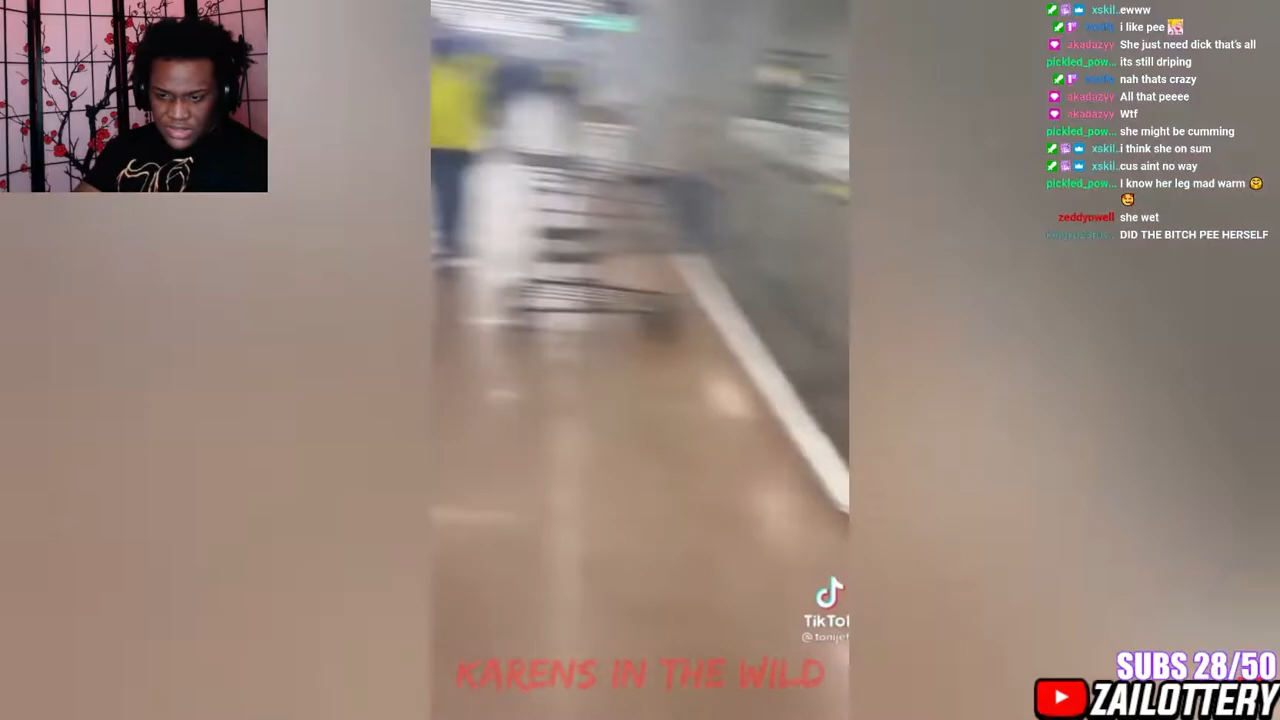 xskil..ewww
i like pee
akadazyy She just need dick that's all
pickled_pow... its still driping
nah thats crazy
akadazyy All that peeee
akadazyy Wtf
pickled_pow... she might be cumming
xskil..i think she on sum
xskil..cus aint no way
pickled_pow... I know her leg mad warm
zeddypwell she wet
DID THE BITCH PEE HERSELF
TikTo
KARENS IN THE WILD
SUBS 28/50
ZAILOTTERY